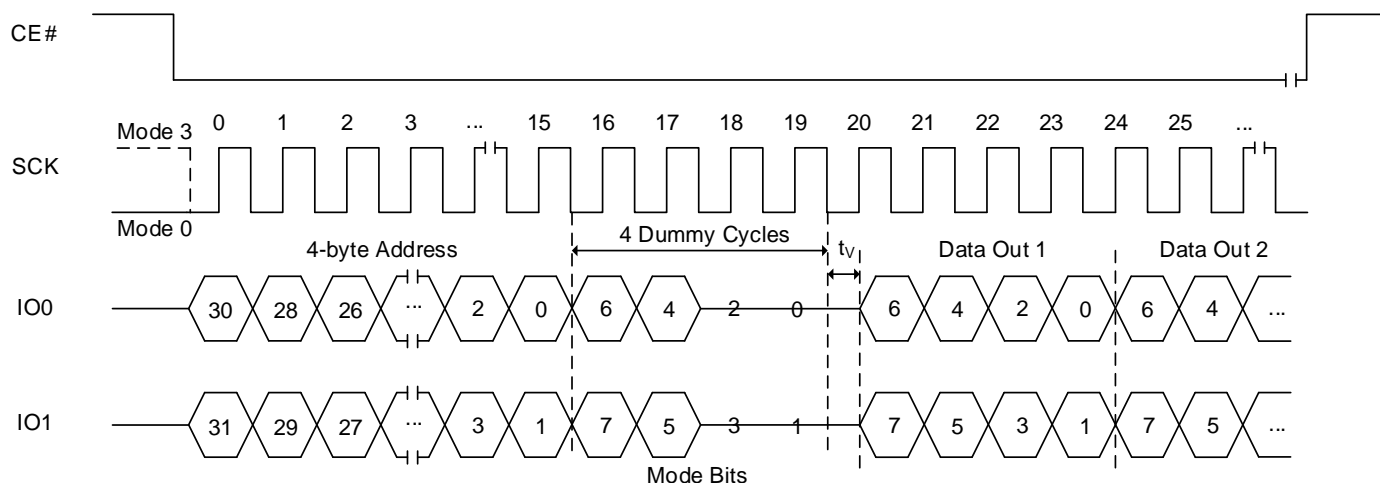 CE#
0 1 2 3 ... 15 16 17 18 19 20 21 22 23 24 25 ...
Mode 3
SCK
Mode 0
4-byte Address 4 Dummy Cycles tV Data Out 1 Data Out 2
IO0 30 28 26 ... 2 0 6 4 2 0 6 4 2 0 6 4 ...
IO1 31 29 27 ... 3 1 7 5 3 1 7 5 3 1 7 5 ...
Mode Bits